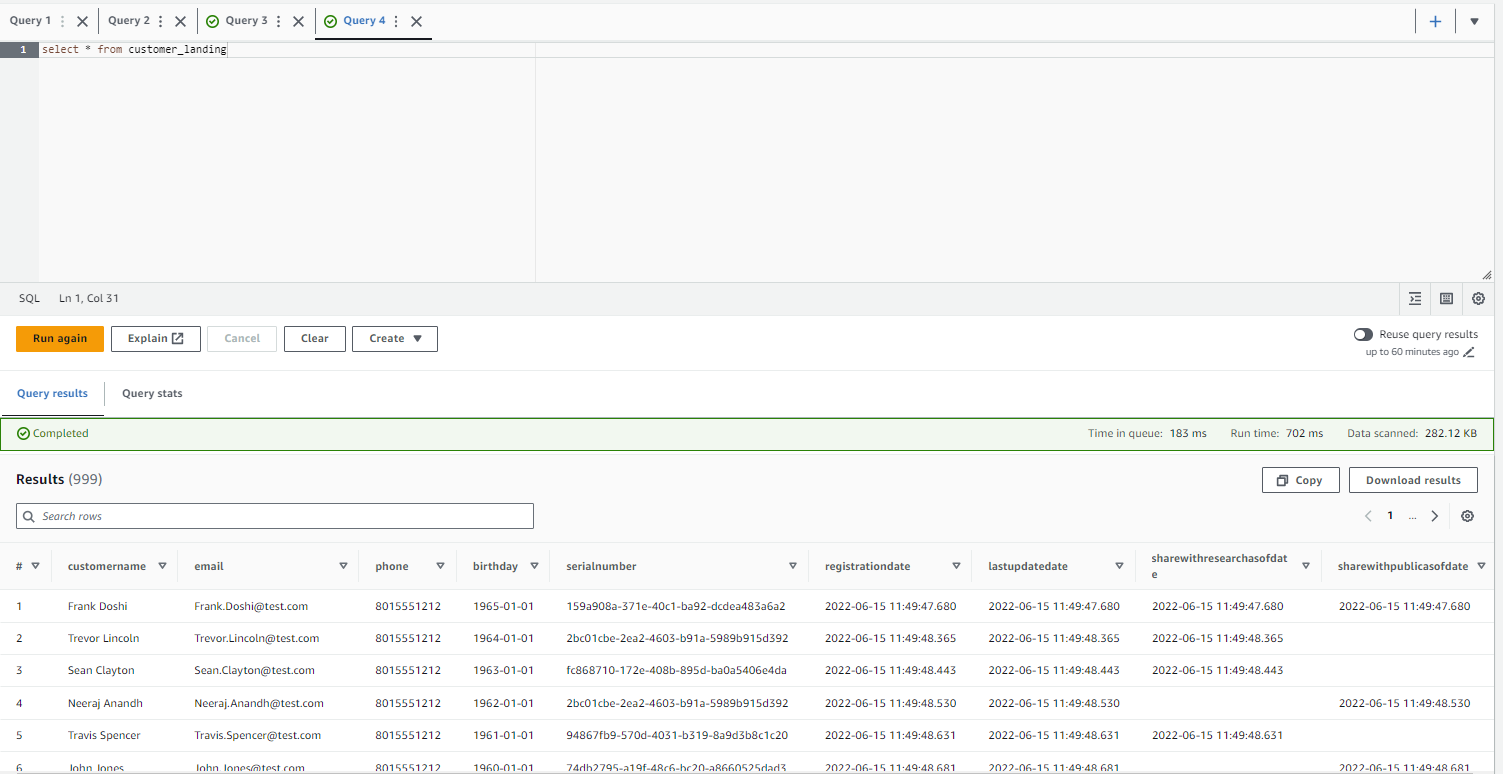 Query 1 Query 2 Query 3 Query 4
1 select * from customer_landing
SQL Ln 1, Col 31
Run again Explain Cancel Clear Create Reuse query results
up to 60 minutes ago
Query results Query stats
Completed Time in queue: 183 ms Run time: 702 ms Data scanned: 282.12 KB
Results (999) Copy Download results
Search rows 1 ...
# customername email phone birthday serialnumber registrationdate lastupdatedate sharewithresearchasofdate sharewithpublicasofdate
1 Frank Doshi Frank.Doshi@test.com 8015551212 1965-01-01 159a908a-371e-40c1-ba92-dcdea483a6a2 2022-06-15 11:49:47.680 2022-06-15 11:49:47.680 2022-06-15 11:49:47.680 2022-06-15 11:49:47.680
2 Trevor Lincoln Trevor.Lincoln@test.com 8015551212 1964-01-01 2bc01cbe-2ea2-4603-b91a-5989b915d392 2022-06-15 11:49:48.365 2022-06-15 11:49:48.365 2022-06-15 11:49:48.365
3 Sean Clayton Sean.Clayton@test.com 8015551212 1963-01-01 fc868710-172e-408b-895d-ba0a5406e4da 2022-06-15 11:49:48.443 2022-06-15 11:49:48.443 2022-06-15 11:49:48.443
4 Neeraj Anandh Neeraj.Anandh@test.com 8015551212 1962-01-01 2bc01cbe-2ea2-4603-b91a-5989b915d392 2022-06-15 11:49:48.530 2022-06-15 11:49:48.530 2022-06-15 11:49:48.530
5 Travis Spencer Travis.Spencer@test.com 8015551212 1961-01-01 94867fb9-570d-4031-b319-8a9d3b8c1c20 2022-06-15 11:49:48.631 2022-06-15 11:49:48.631 2022-06-15 11:49:48.631
6 John Jones John.Jones@test.com 8015551212 1960-01-01 74db2795-a19f-48c6-bc20-a8660525dad3 2022-06-15 11:49:48.681 2022-06-15 11:49:48.681 2022-06-15 11:49:48.681